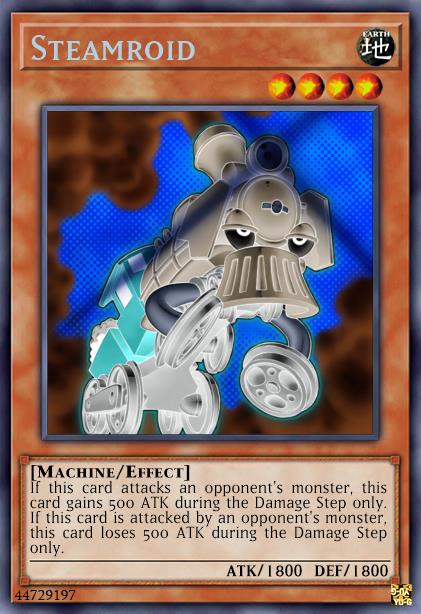 STEAMROID
EARTH
地
[MACHINE/EFFECT]
If this card attacks an opponent's monster, this
card gains 500 ATK during the Damage Step only.
If this card is attacked by an opponent's monster,
this card loses 500 ATK during the Damage Step
only.
ATK/1800 DEF/1800
44729197